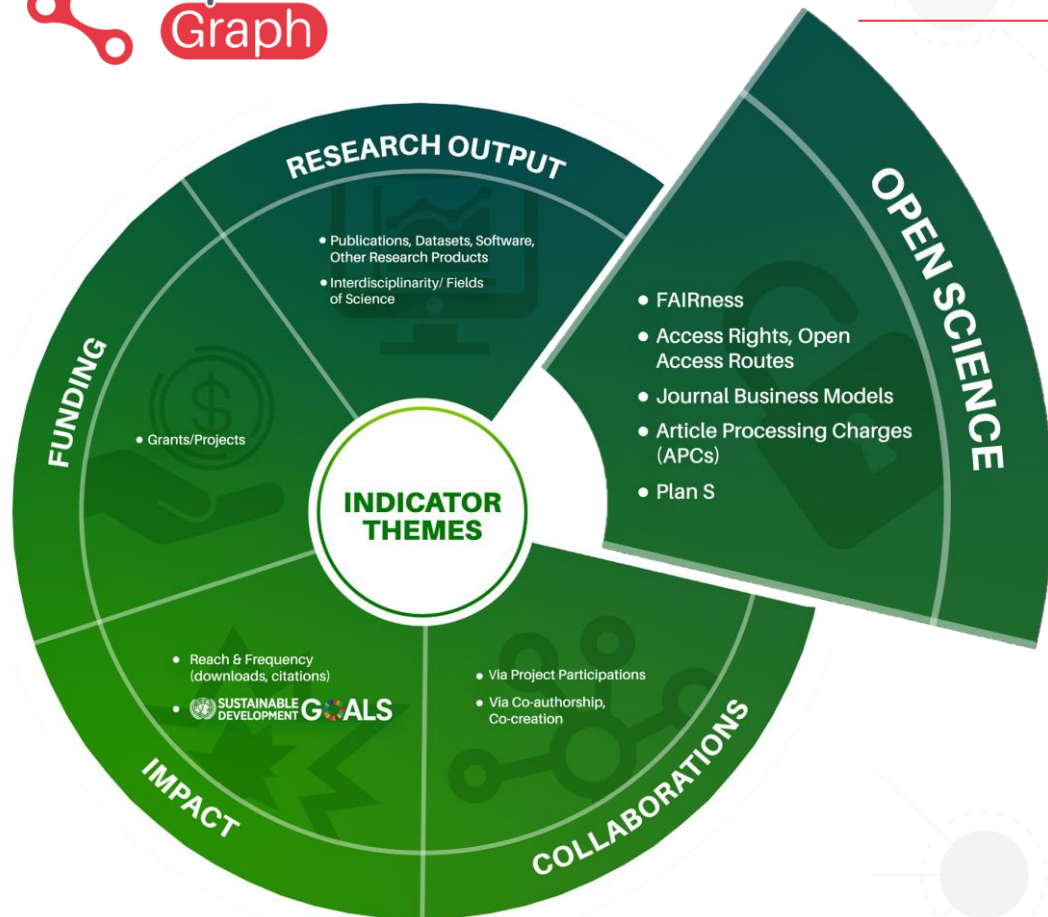 Graph
RESEARCH OUTPUT
• Publications, Datasets, Software,
Other Research Products
• Interdisciplinarity/ Fields
of Science
OPEN SCIENCE
• FAIRness
• Access Rights, Open
Access Routes
• Journal Business Models
• Article Processing Charges
(APCs)
• Plan S
FUNDING
• Grants/Projects
INDICATOR
THEMES
IMPACT
• Reach & Frequency
(downloads, citations)
• SUSTAINABLE
DEVELOPMENT GOALS
COLLABORATIONS
• Via Project Participations
• Via Co-authorship,
Co-creation